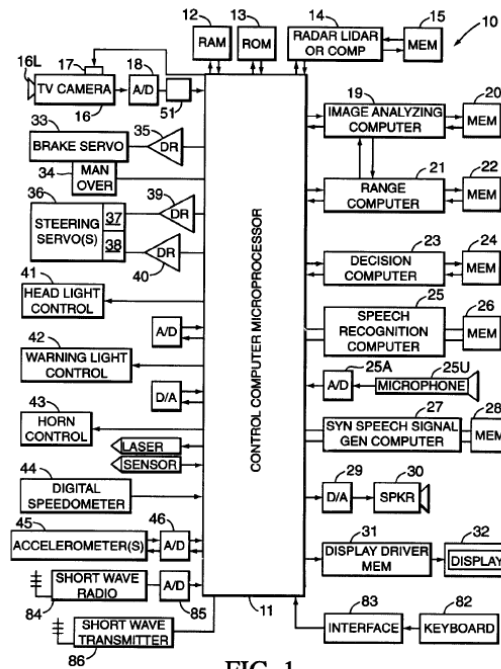 12
13
14
15
10
RAM
ROM
RADAR LIDAR
OR COMP
MEM
16L
17
18
TV CAMERA
A/D
16
51
19
20
IMAGE ANALYZING
COMPUTER
MEM
33
35
BRAKE SERVO
DR
34
MAN
OVER
21
22
RANGE COMPUTER
MEM
36
39
STEERING
SERVO(S)
37
38
DR
DR
40
23
24
DECISION
COMPUTER
MEM
41
HEAD LIGHT
CONTROL
A/D
25
26
SPEECH
RECOGNITION
COMPUTER
MEM
42
WARNING LIGHT
CONTROL
D/A
25A
25U
A/D
MICROPHONE
43
HORN
CONTROL
LASER
SENSOR
27
28
SYN SPEECH SIGNAL
GEN COMPUTER
MEM
44
DIGITAL
SPEEDOMETER
29
30
D/A
SPKR
45
46
ACCELEROMETER(S)
A/D
31
32
DISPLAY DRIVER
MEM
DISPLAY
SHORT WAVE
RADIO
A/D
84
85
11
83
82
INTERFACE
KEYBOARD
SHORT WAVE
TRANSMITTER
86
CONTROL COMPUTER MICROPROCESSOR
FIG. 1